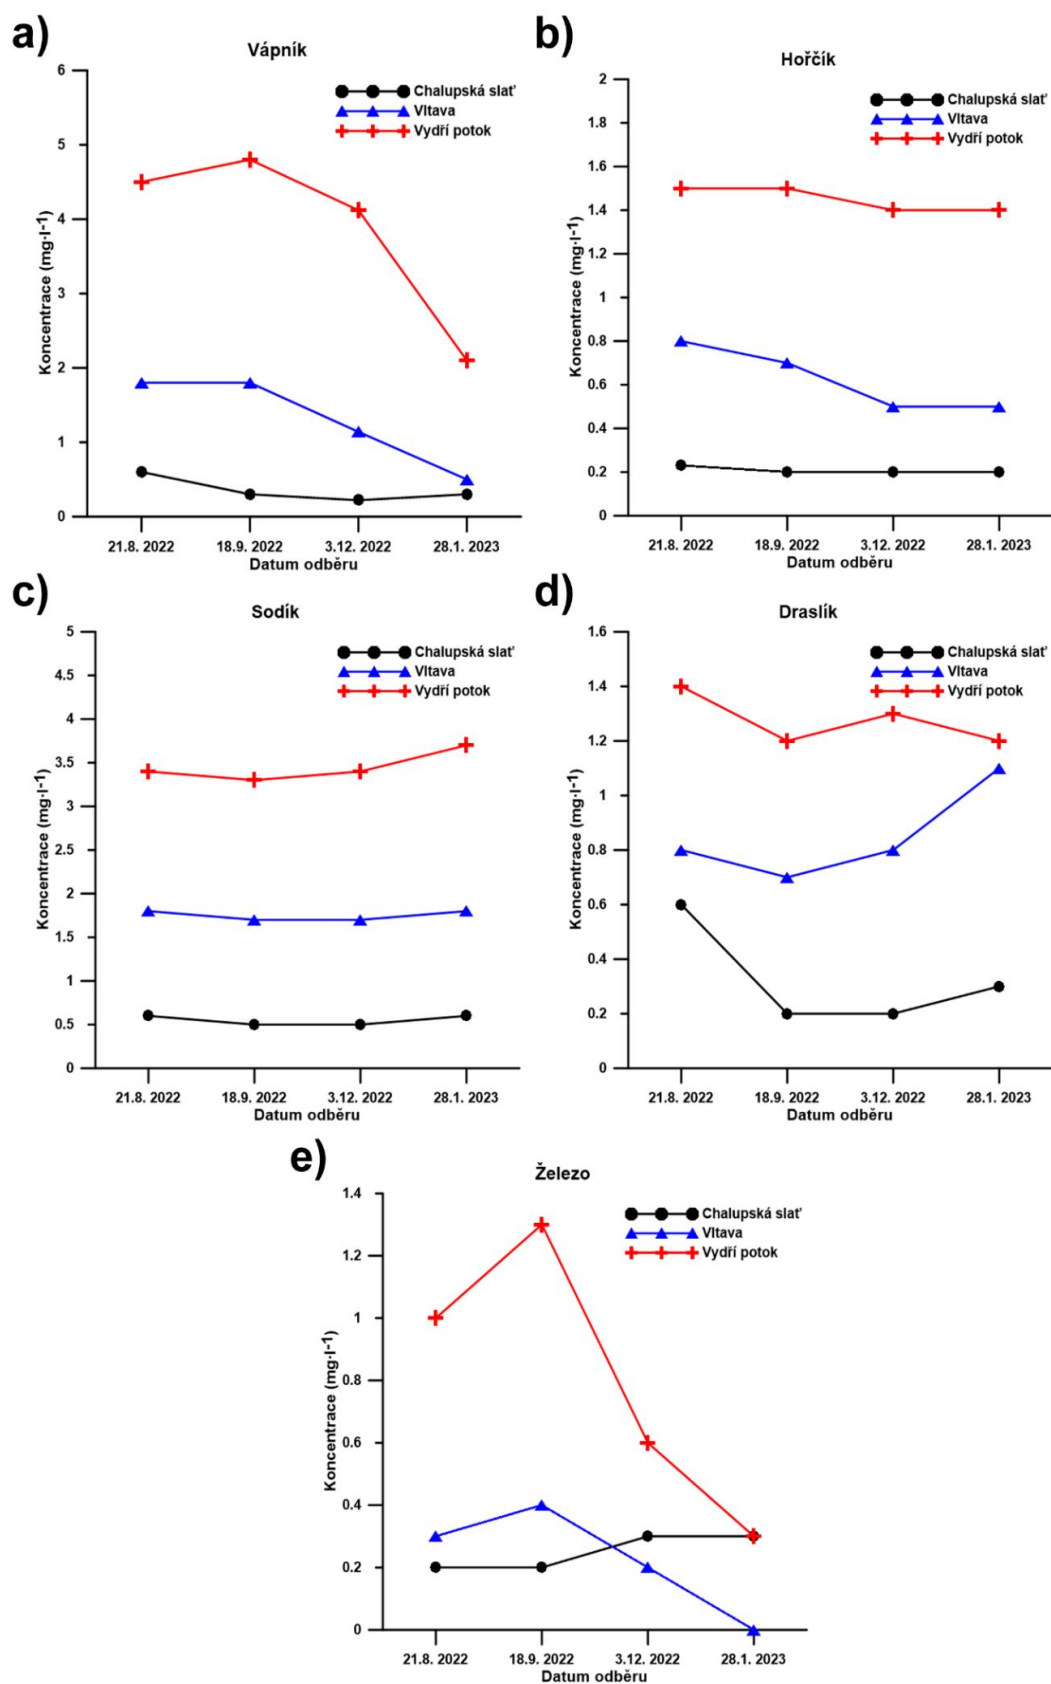 a)
Vápník
6
5
4
3
2
1
0
Koncentrace (mg·l-1)
Chalupská slať
Vltava
Vydří potok
21.8. 2022 18.9. 2022 3.12. 2022 28.1. 2023
Datum odběru
b)
Hořčík
2
1.8
1.6
1.4
1.2
1
0.8
0.6
0.4
0.2
0
Koncentrace (mg·l-1)
Chalupská slať
Vltava
Vydří potok
21.8. 2022 18.9. 2022 3.12. 2022 28.1. 2023
Datum odběru
c)
Sodík
5
4.5
4
3.5
3
2.5
2
1.5
1
0.5
0
Koncentrace (mg·l-1)
Chalupská slať
Vltava
Vydří potok
21.8. 2022 18.9. 2022 3.12. 2022 28.1. 2023
Datum odběru
d)
Draslík
1.6
1.4
1.2
1
0.8
0.6
0.4
0.2
0
Koncentrace (mg·l-1)
Chalupská slať
Vltava
Vydří potok
21.8. 2022 18.9. 2022 3.12. 2022 28.1. 2023
Datum odběru
e)
Železo
1.4
1.2
1
0.8
0.6
0.4
0.2
0
Koncentrace (mg·l-1)
Chalupská slať
Vltava
Vydří potok
21.8. 2022 18.9. 2022 3.12. 2022 28.1. 2023
Datum odběru